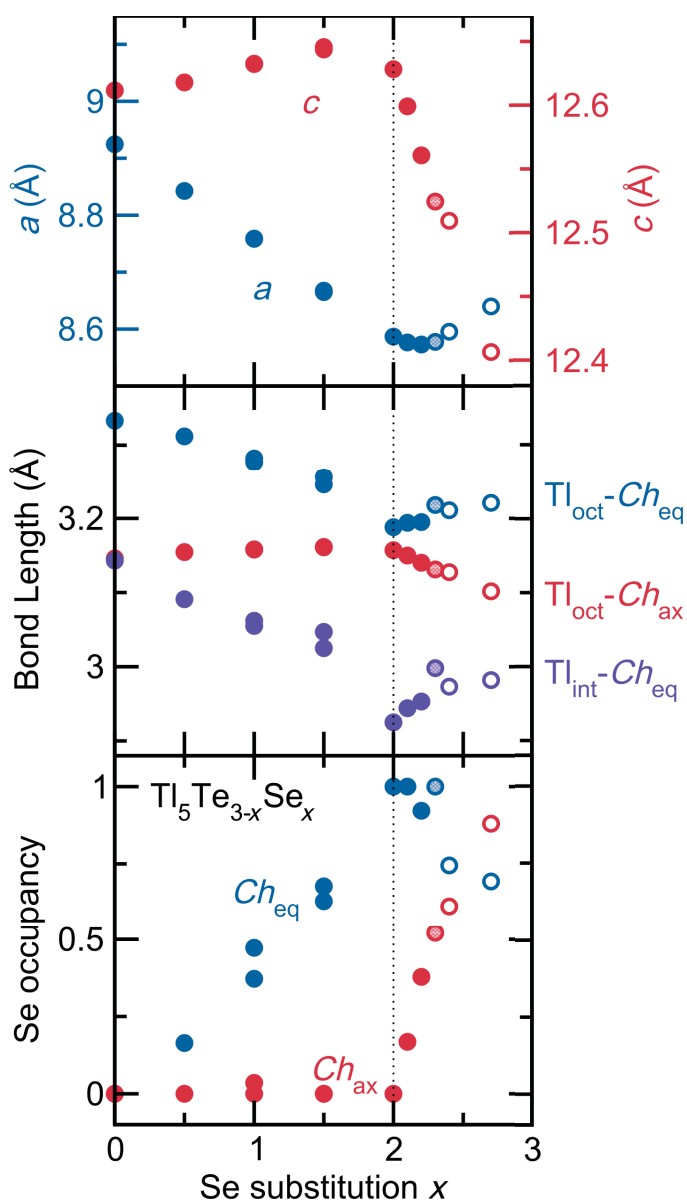 9
8.8
8.6
a (Å)
c
a
12.6
12.5
12.4
c (Å)
3.2
3
Bond Length (Å)
Tl_oct-Ch_eq
Tl_oct-Ch_ax
Tl_int-Ch_eq
Tl₅Te₃₋ₓSeₓ
1
0.5
0
Se occupancy
Ch_eq
Ch_ax
0 1 2 3
Se substitution x